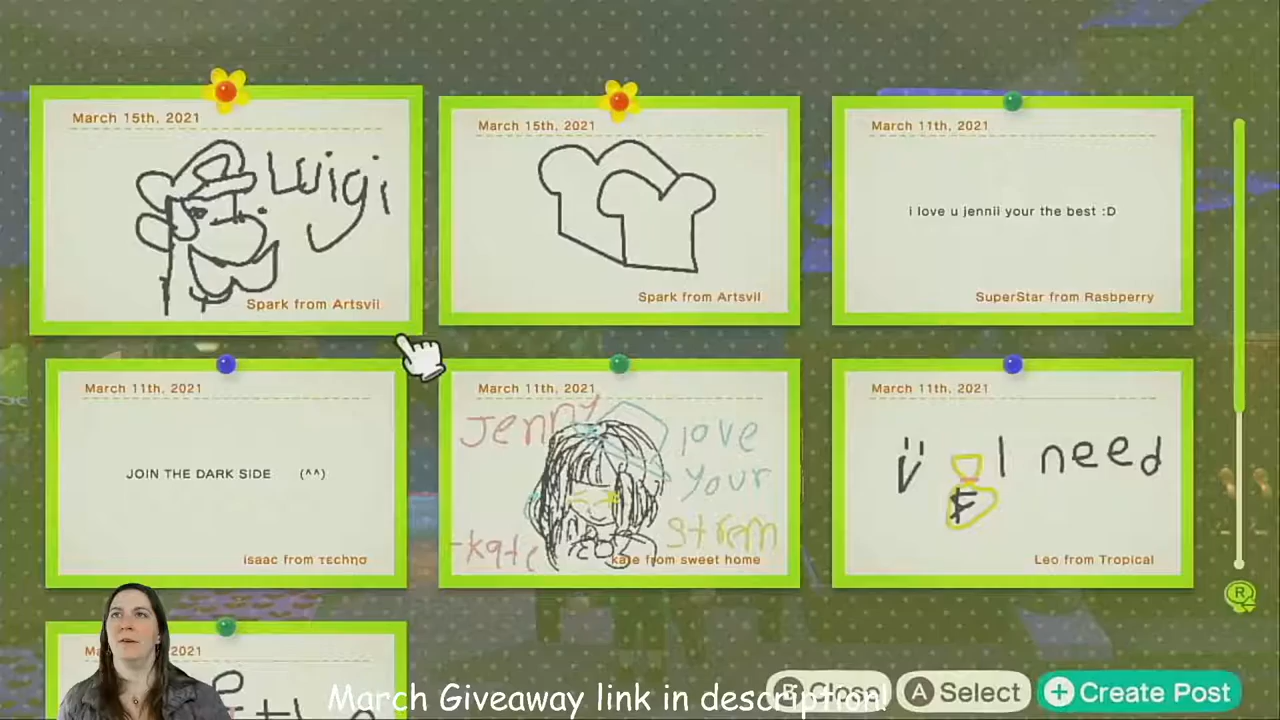 March 15th, 2021
Luigi
Spark from Artsvil
March 15th, 2021
Spark from Artsvil
March 11th, 2021
i love u jennii your the best :D
SuperStar from Rasbperry
March 11th, 2021
JOIN THE DARK SIDE (^^)
isaac from τεchησ
March 11th, 2021
Jenny
love
your
strem
-kate
kate from sweet home
March 11th, 2021
I need
Leo from Tropical
2021
R
Close
A Select
+ Create Post
March Giveaway link in description!